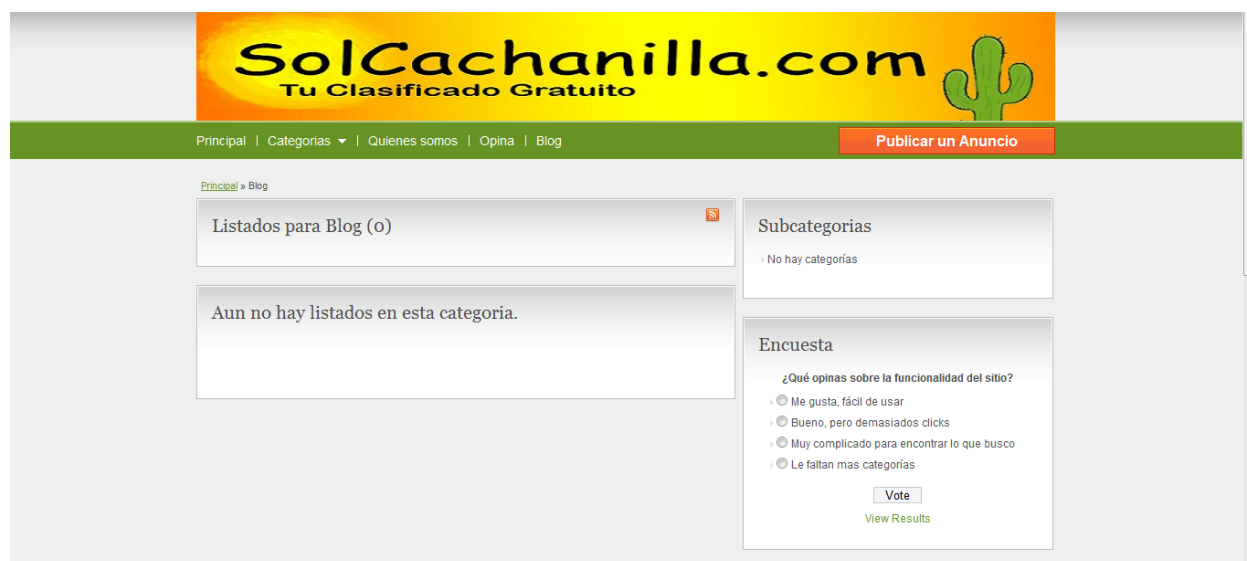 SolCachanilla.com
Tu Clasificado Gratuito
Principal | Categorias | Quienes somos | Opina | Blog
Publicar un Anuncio
Principal » Blog
Listados para Blog (0)
Aun no hay listados en esta categoria.
Subcategorias
No hay categorías
Encuesta
¿Qué opinas sobre la funcionalidad del sitio?
Me gusta, fácil de usar
Bueno, pero demasiados clicks
Muy complicado para encontrar lo que busco
Le faltan mas categorías
Vote
View Results